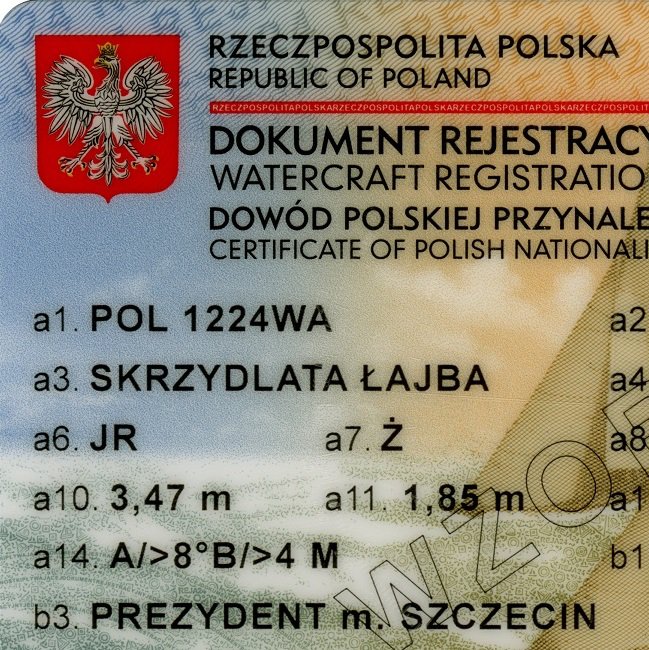 RZECZPOSPOLITA POLSKA
REPUBLIC OF POLAND
RZECZPOSPOLITAPOLSKARZECZPOSPOLITAPOLSKARZECZPOSPOLITAPOLSKARZECZPOSPOLIT
DOKUMENT REJESTRACY
WATERCRAFT REGISTRATIO
DOWÓD POLSKIEJ PRZYNALE
CERTIFICATE OF POLISH NATIONALI
a1. POL 1224WA a2
a3. SKRZYDLATA ŁAJBA a4
a6. JR a7. Ż a8
a10. 3,47 m a11. 1,85 m a1
a14. A/>8°B/>4 M b1
b3. PREZYDENT m. SZCZECIN
WZOR